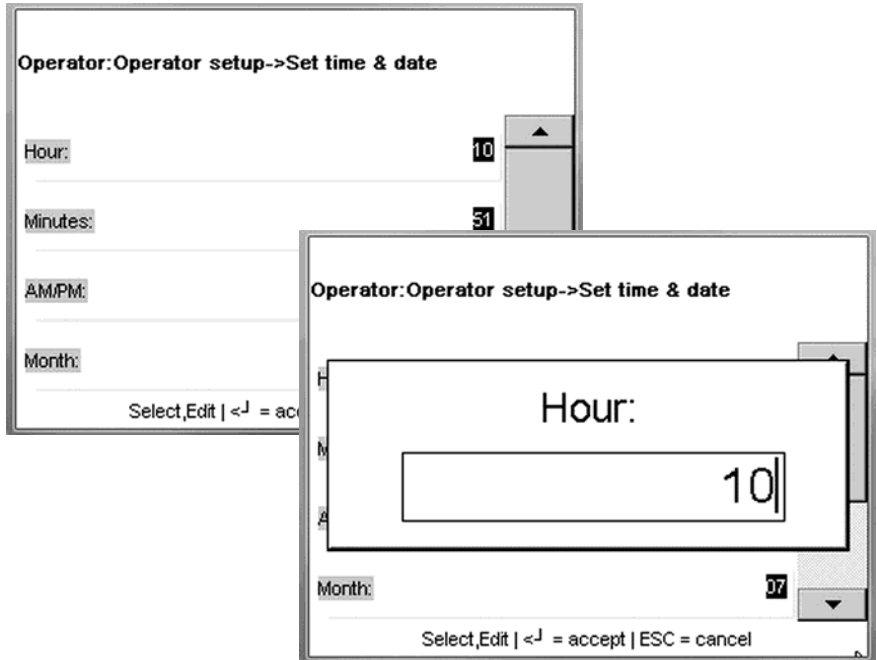 Operator:Operator setup->Set time & date
Hour: 10
Minutes: 51
AM/PM:
Month:
Select,Edit | <┘ = acc
Operator:Operator setup->Set time & date
Hour:
10
Month: 07
Select,Edit | <┘ = accept | ESC = cancel